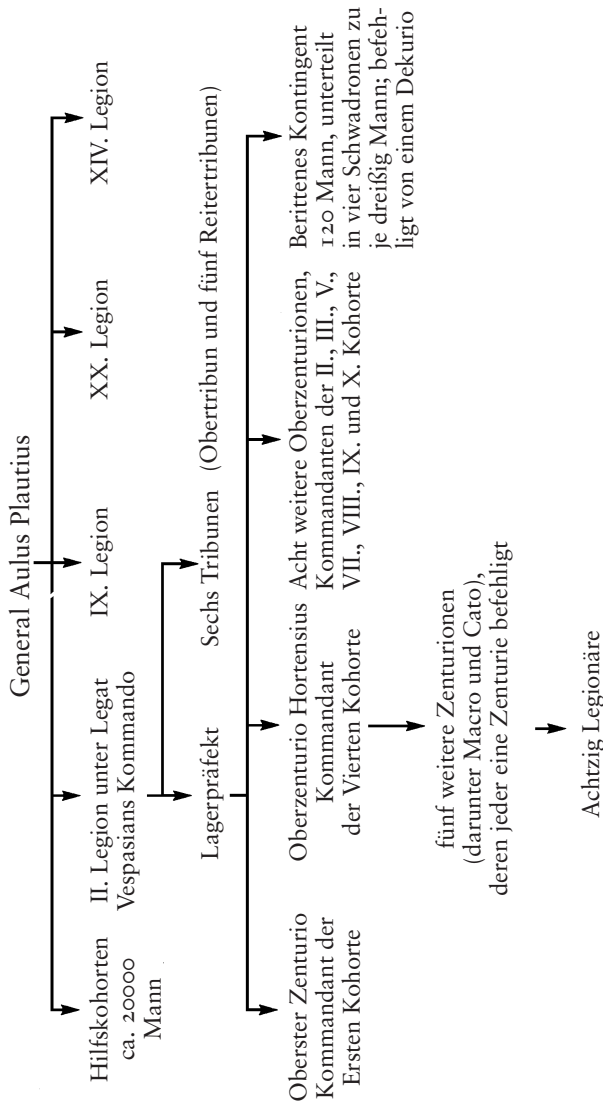 General Aulus Plautius
Hilfskohorten
ca. 20000
Mann
II. Legion unter Legat
Vespasians Kommando
IX. Legion
XX. Legion
XIV. Legion
Lagerpräfekt
Sechs Tribunen (Obertribun und fünf Reitertribunen)
Oberster Zenturio
Kommandant der
Ersten Kohorte
Oberzenturio Hortensius
Kommandant
der Vierten Kohorte
Acht weitere Oberzenturionen,
Kommandanten der II., III., V.,
VII., VIII., IX. und X. Kohorte
Berittenes Kontingent
120 Mann, unterteilt
in vier Schwadronen zu
je dreißig Mann; befeh-
ligt von einem Dekurio
fünf weitere Zenturionen
(darunter Macro und Cato),
deren jeder eine Zenturie befehligt
Achtzig Legionäre